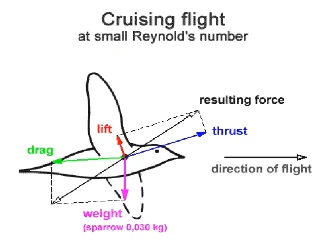 Cruising flight
at small Reynold's number
resulting force
lift
thrust
drag
direction of flight
weight
(sparrow 0,030 kg)